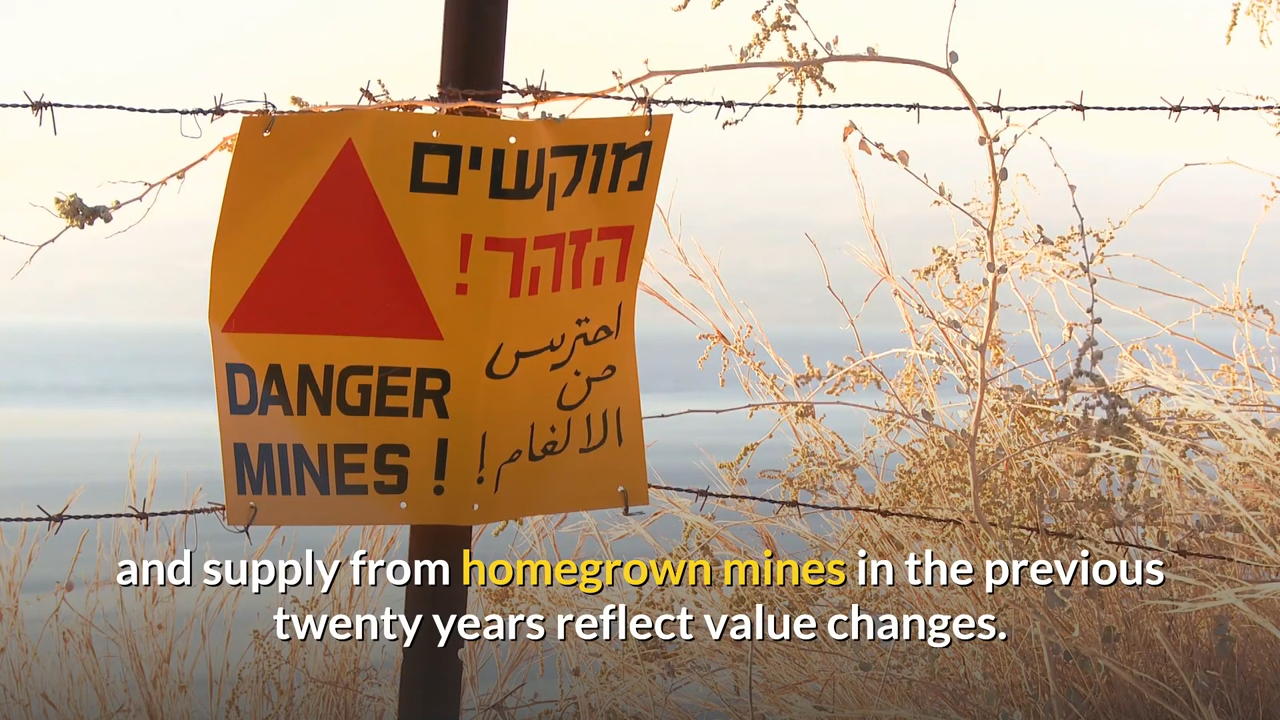 מוקשים
הזהר!
احترس
من
الالغام!
DANGER
MINES!
and supply from homegrown mines in the previous
twenty years reflect value changes.